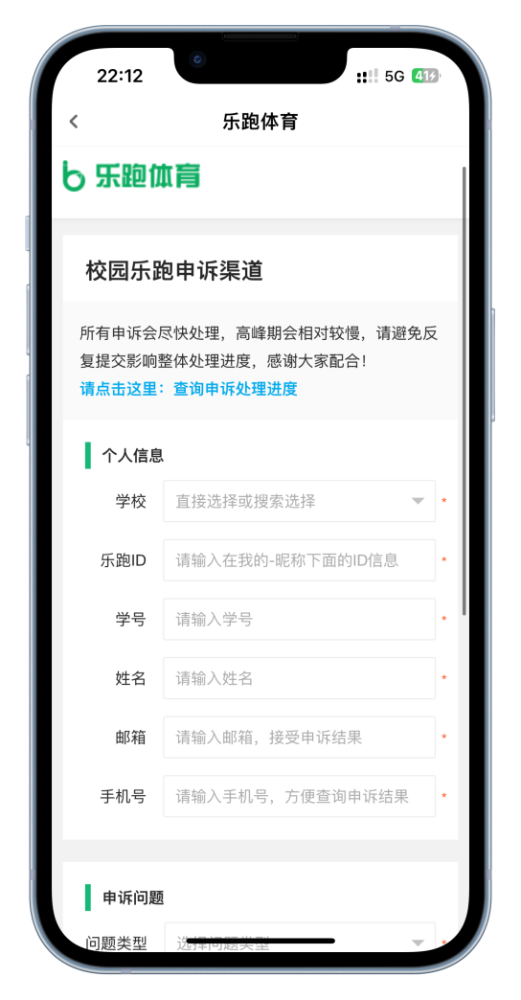 22:12
5G
41
乐跑体育
乐跑体育
校园乐跑申诉渠道
所有申诉会尽快处理，高峰期会相对较慢，请避免反
复提交影响整体处理进度，感谢大家配合！
请点击这里：查询申诉处理进度
个人信息
学校
直接选择或搜索选择
*
乐跑ID
请输入在我的-昵称下面的ID信息
*
学号
请输入学号
*
姓名
请输入姓名
*
邮箱
请输入邮箱，接受申诉结果
*
手机号
请输入手机号，方便查询申诉结果
*
申诉问题
问题类型
选择问题类型
*